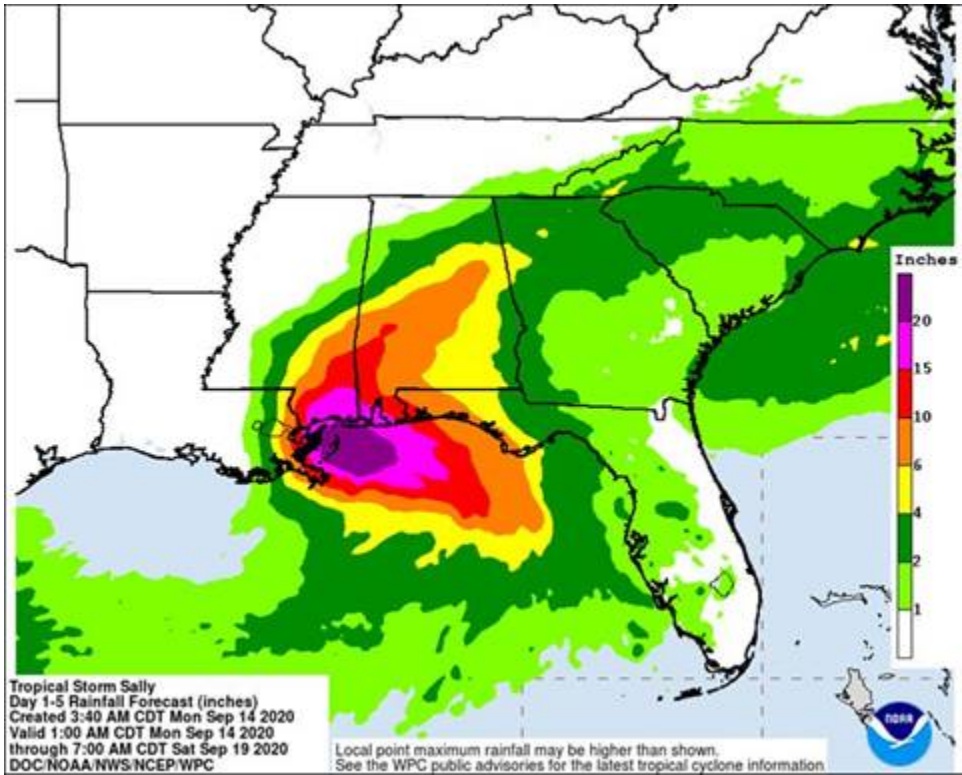 Inches
20
15
10
6
4
2
1
Tropical Storm Sally
Day 1-5 Rainfall Forecast (inches)
Created 3:40 AM CDT Mon Sep 14 2020
Valid 1:00 AM CDT Mon Sep 14 2020
through 7:00 AM CDT Sat Sep 19 2020
DOC/NOAA/NWS/NCEP/WPC
Local point maximum rainfall may be higher than shown.
See the WPC public advisories for the latest tropical cyclone information
NOAA